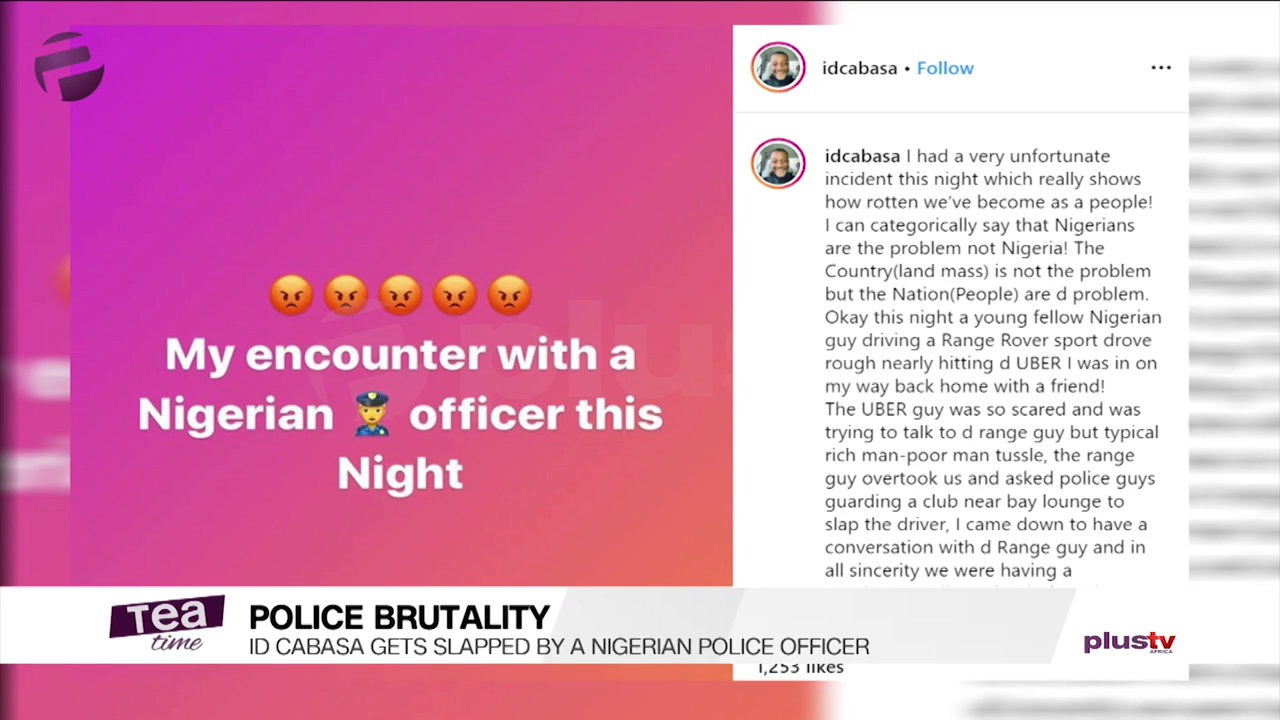 😡😡😡😡😡
My encounter with a
Nigerian 👮 officer this
Night
idcabasa • Follow
idcabasa I had a very unfortunate
incident this night which really shows
how rotten we've become as a people!
I can categorically say that Nigerians
are the problem not Nigeria! The
Country(land mass) is not the problem
but the Nation(People) are d problem.
Okay this night a young fellow Nigerian
guy driving a Range Rover sport drove
rough nearly hitting d UBER I was in on
my way back home with a friend!
The UBER guy was so scared and was
trying to talk to d range guy but typical
rich man-poor man tussle, the range
guy overtook us and asked police guys
guarding a club near bay lounge to
slap the driver, I came down to have a
conversation with d Range guy and in
all sincerity we were having a
1,253 likes
Tea
time
POLICE BRUTALITY
ID CABASA GETS SLAPPED BY A NIGERIAN POLICE OFFICER
plustv
AFRICA
plus